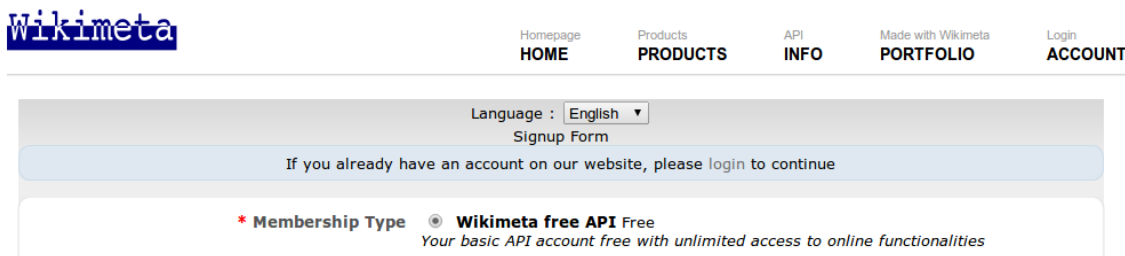 Wikimeta
Homepage Products API Made with Wikimeta Login
HOME PRODUCTS INFO PORTFOLIO ACCOUNT
Language : English
Signup Form
If you already have an account on our website, please login to continue
* Membership Type Wikimeta free API Free
Your basic API account free with unlimited access to online functionalities